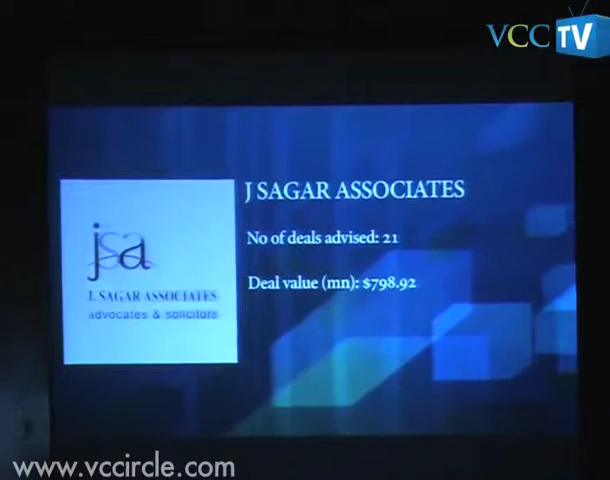 VCC TV
J SAGAR ASSOCIATES
No of deals advised: 21
Deal value (mn): $798.92
jsa
J. SAGAR ASSOCIATES
advocates & solicitors
www.vccircle.com